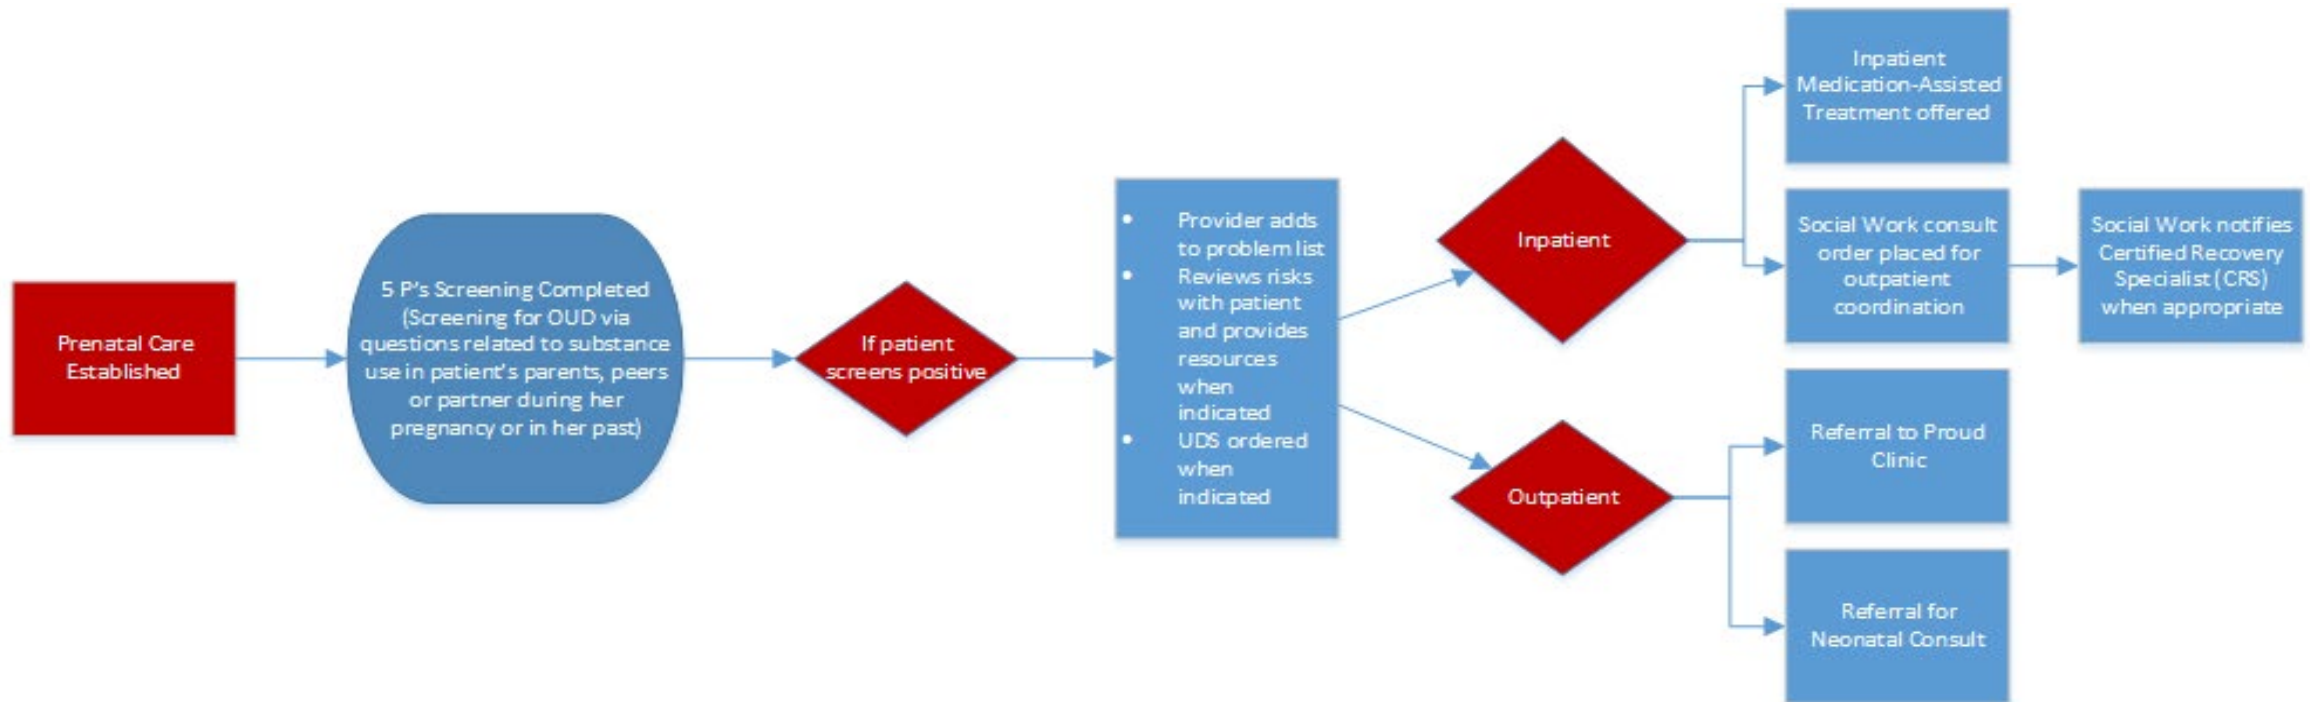 Prenatal Care
Established
5 P's Screening Completed
(Screening for OUD via
questions related to substance
use in patient's parents, peers
or partner during her
pregnancy or in her past)
If patient
screens positive
• Provider adds
to problem list
• Reviews risks
with patient
and provides
resources
when
indicated
• UDS ordered
when
indicated
Inpatient
Outpatient
Inpatient
Medication-Assisted
Treatment offered
Social Work consult
order placed for
outpatient
coordination
Social Work notifies
Certified Recovery
Specialist (CRS)
when appropriate
Referral to Proud
Clinic
Referral for
Neonatal Consult